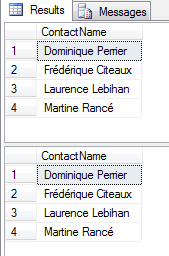 Results Messages
ContactName
1 Dominique Perrier
2 Frédérique Citeaux
3 Laurence Lebihan
4 Martine Rancé
ContactName
1 Dominique Perrier
2 Frédérique Citeaux
3 Laurence Lebihan
4 Martine Rancé